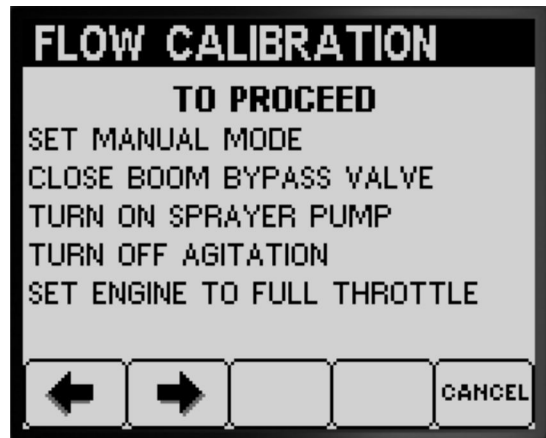 FLOW CALIBRATION
TO PROCEED
SET MANUAL MODE
CLOSE BOOM BYPASS VALVE
TURN ON SPRAYER PUMP
TURN OFF AGITATION
SET ENGINE TO FULL THROTTLE
CANCEL